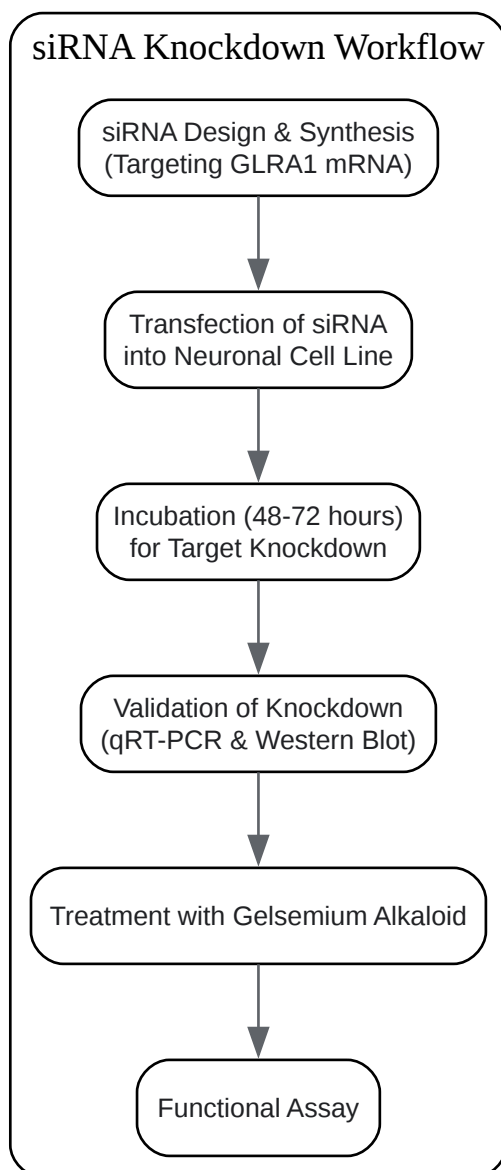 siRNA Knockdown Workflow
siRNA Design & Synthesis
(Targeting GLRA1 mRNA)
Transfection of siRNA
into Neuronal Cell Line
Incubation (48-72 hours)
for Target Knockdown
Validation of Knockdown
(qRT-PCR & Western Blot)
Treatment with Gelsemium Alkaloid
Functional Assay